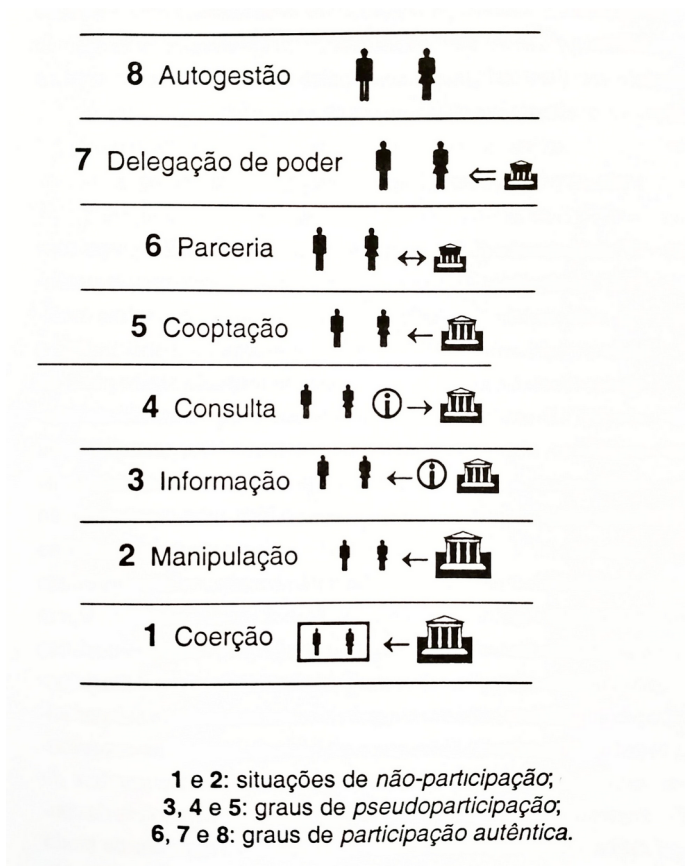 8 Autogestão
7 Delegação de poder
6 Parceria
5 Cooptação
4 Consulta
3 Informação
2 Manipulação
1 Coerção
1 e 2: situações de não-participação;
3, 4 e 5: graus de pseudoparticipação;
6, 7 e 8: graus de participação autêntica.